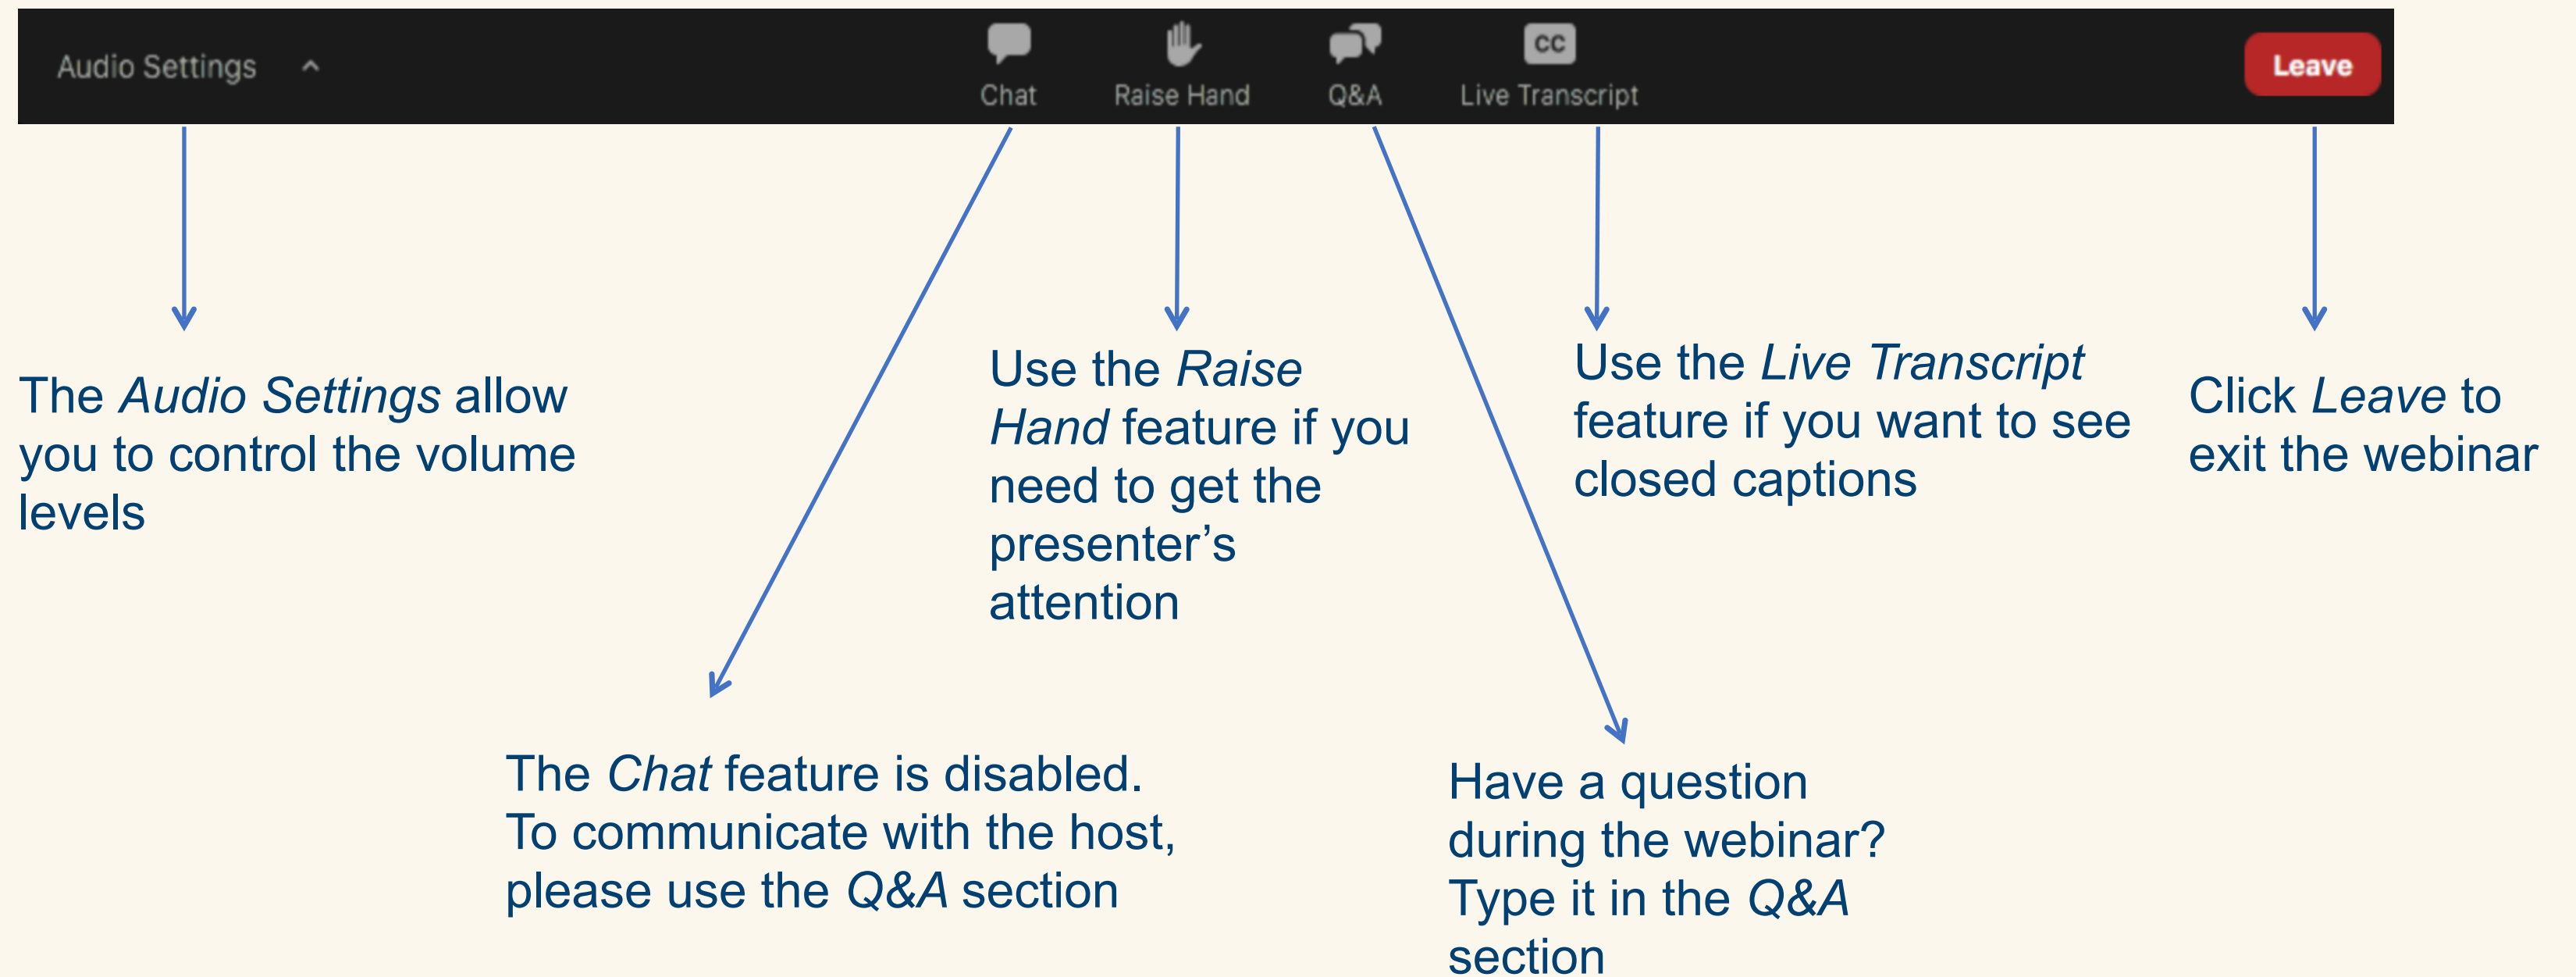 Audio Settings
Chat
Raise Hand
Q&A
CC
Live Transcript
Leave
The Audio Settings allow
you to control the volume
levels
Use the Raise
Hand feature if you
need to get the
presenter’s
attention
Use the Live Transcript
feature if you want to see
closed captions
Click Leave to
exit the webinar
The Chat feature is disabled.
To communicate with the host,
please use the Q&A section
Have a question
during the webinar?
Type it in the Q&A
section